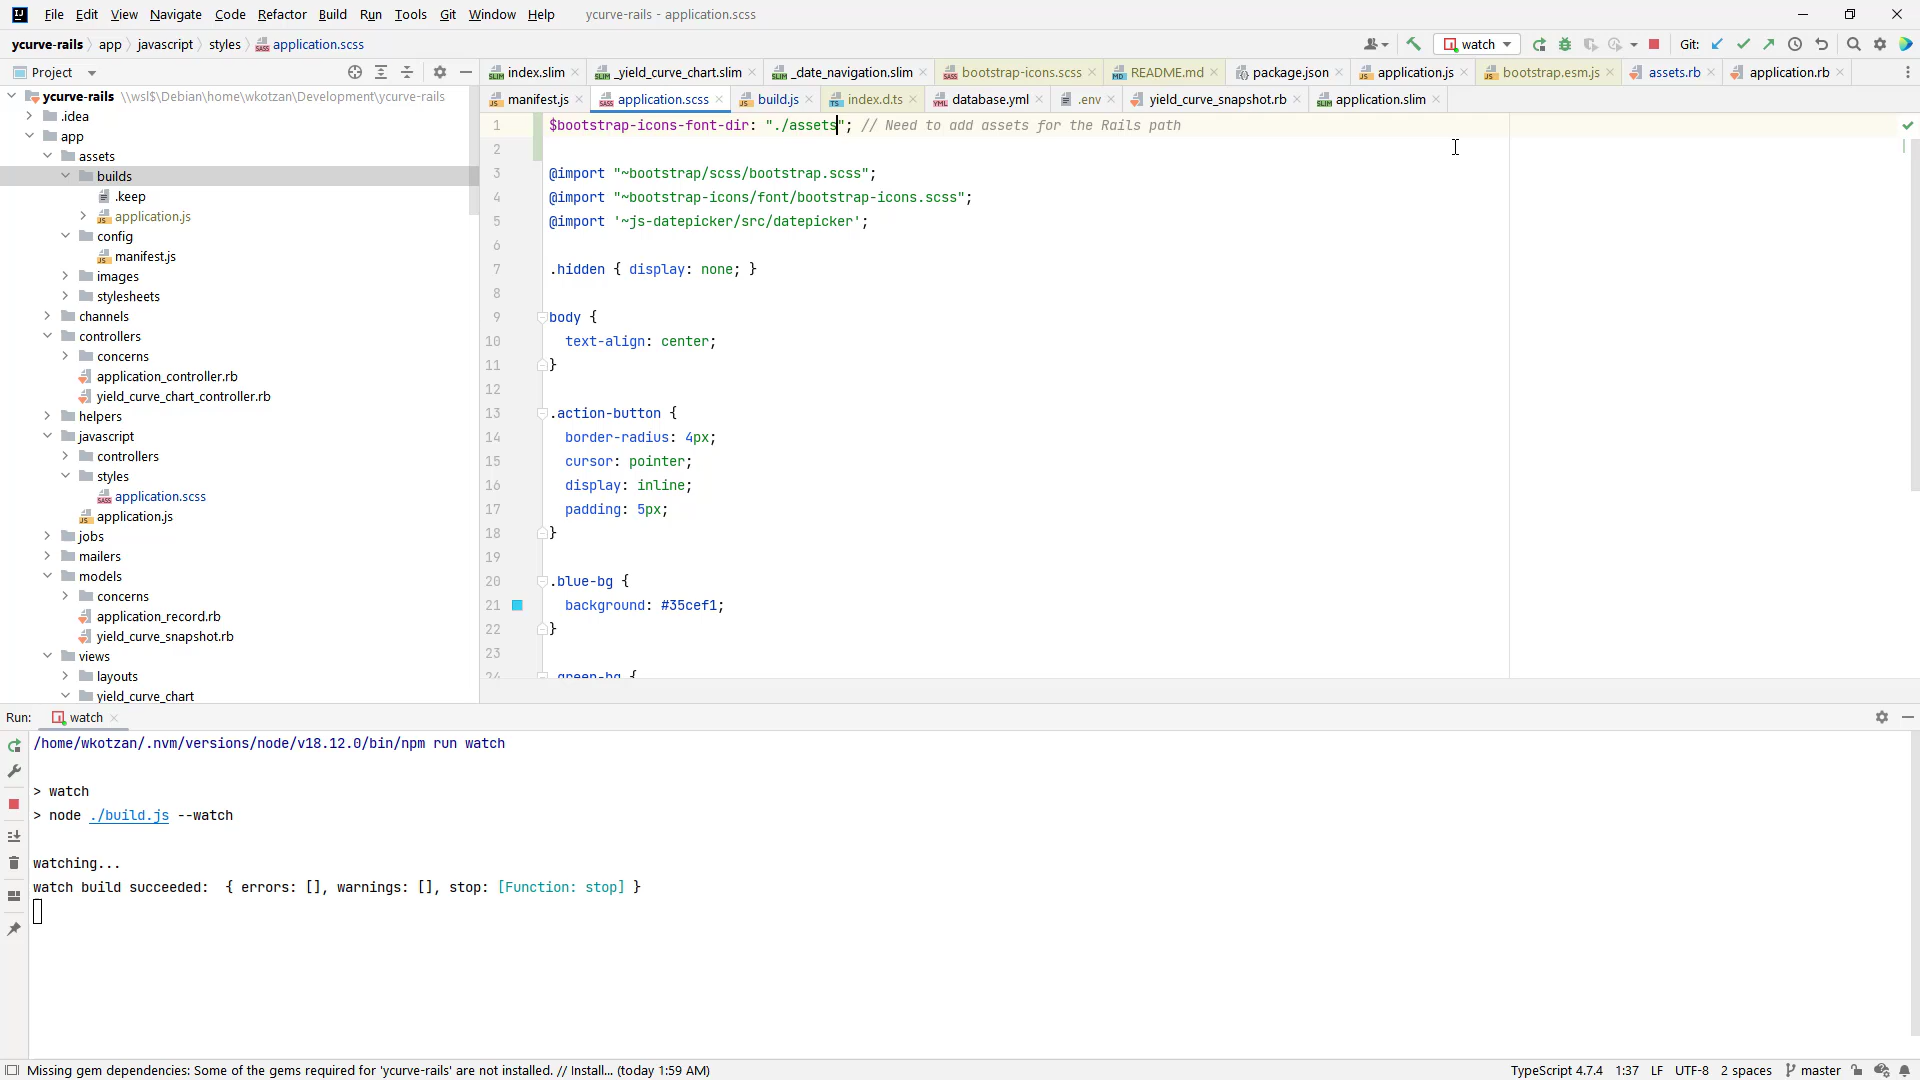 File Edit View Navigate Code Refactor Build Run Tools Git Window Help ycurve-rails - application.scss
ycurve-rails app javascript styles application.scss watch Git:
Project
index.slim _yield_curve_chart.slim _date_navigation.slim bootstrap-icons.scss README.md package.json application.js bootstrap.esm.js assets.rb application.rb
manifest.js application.scss build.js index.d.ts database.yml .env yield_curve_snapshot.rb application.slim
ycurve-rails \\wsl$\Debian\home\wkotzan\Development\ycurve-rails
.idea
app
assets
builds
.keep
application.js
config
manifest.js
images
stylesheets
channels
controllers
concerns
application_controller.rb
yield_curve_chart_controller.rb
helpers
javascript
controllers
styles
application.scss
application.js
jobs
mailers
models
concerns
application_record.rb
yield_curve_snapshot.rb
views
layouts
yield_curve_chart
1 $bootstrap-icons-font-dir: "./assets"; // Need to add assets for the Rails path
2
3 @import "~bootstrap/scss/bootstrap.scss";
4 @import "~bootstrap-icons/font/bootstrap-icons.scss";
5 @import '~js-datepicker/src/datepicker';
6
7 .hidden { display: none; }
8
9 body {
10 text-align: center;
11 }
12
13 .action-button {
14 border-radius: 4px;
15 cursor: pointer;
16 display: inline;
17 padding: 5px;
18 }
19
20 .blue-bg {
21 background: #35cef1;
22 }
23
24 .green-bg {
Run: watch
/home/wkotzan/.nvm/versions/node/v18.12.0/bin/npm run watch
> watch
> node ./build.js --watch
watching...
watch build succeeded: { errors: [], warnings: [], stop: [Function: stop] }
Missing gem dependencies: Some of the gems required for 'ycurve-rails' are not installed. // Install... (today 1:59 AM) TypeScript 4.7.4 1:37 LF UTF-8 2 spaces master